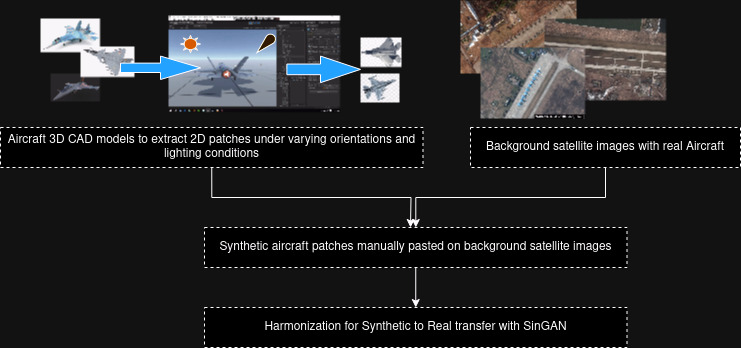 Aircraft 3D CAD models to extract 2D patches under varying orientations and
lighting conditions
Background satellite images with real Aircraft
Synthetic aircraft patches manually pasted on background satellite images
Harmonization for Synthetic to Real transfer with SinGAN